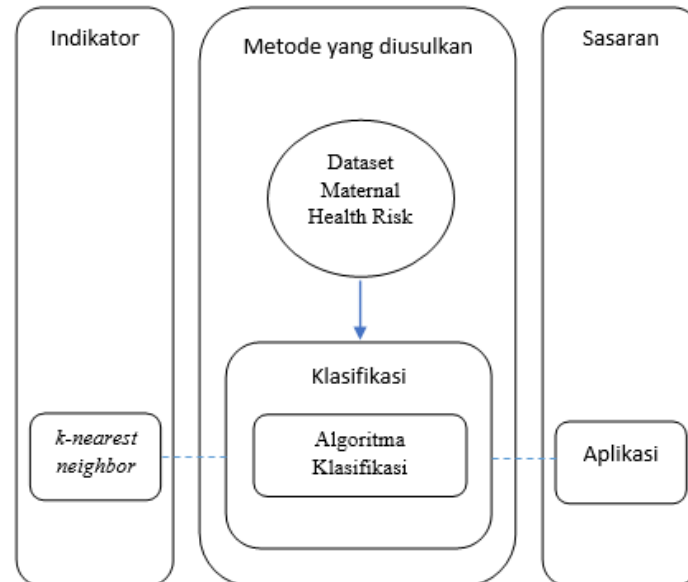 Indikator
Metode yang diusulkan
Sasaran
Dataset
Maternal
Health Risk
Klasifikasi
k-nearest
neighbor
Algoritma
Klasifikasi
Aplikasi